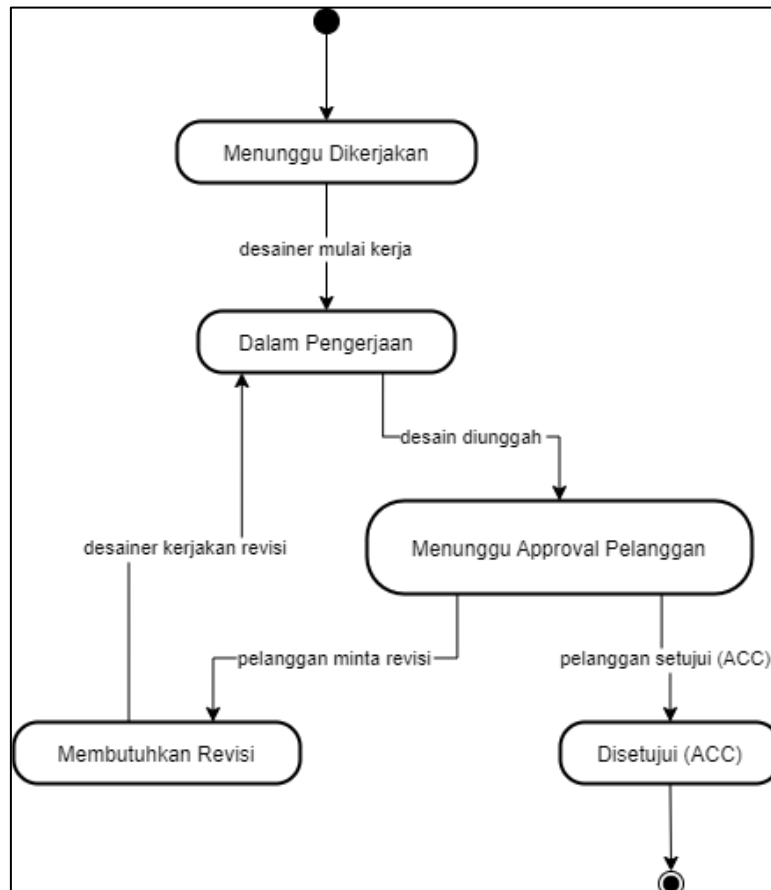 Menunggu Dikerjakan
desainer mulai kerja
Dalam Pengerjaan
desain diunggah
Menunggu Approval Pelanggan
desainer kerjakan revisi
pelanggan minta revisi
pelanggan setujui (ACC)
Membutuhkan Revisi
Disetujui (ACC)